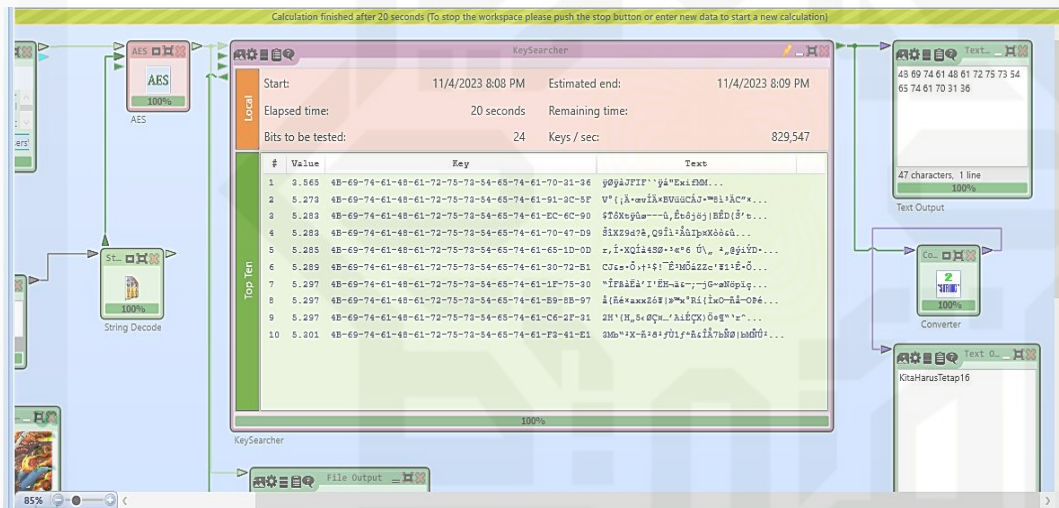 Calculation finished after 20 seconds (To stop the workspace please push the stop button or enter new data to start a new calculation)
AES
AES
100%
AES
KeySearcher
Local
Start: 11/4/2023 8:08 PM Estimated end: 11/4/2023 8:09 PM
Elapsed time: 20 seconds Remaining time:
Bits to be tested: 24 Keys / sec: 829,547
Top Ten
# Value Key Text
1 3.565 4B-69-74-61-48-61-72-75-73-54-65-74-61-70-31-36 ÿØÿàJFIF``ÿá"ExifMM...
2 5.273 4B-69-74-61-48-61-72-75-73-54-65-74-61-91-3C-5F
3 5.283 4B-69-74-61-48-61-72-75-73-54-65-74-61-EC-6C-90
4 5.283 4B-69-74-61-48-61-72-75-73-54-65-74-61-70-47-D9
5 5.285 4B-69-74-61-48-61-72-75-73-54-65-74-61-65-1D-0D
6 5.289 4B-69-74-61-48-61-72-75-73-54-65-74-61-30-72-B1
7 5.297 4B-69-74-61-48-61-72-75-73-54-65-74-61-1F-75-30
8 5.297 4B-69-74-61-48-61-72-75-73-54-65-74-61-B9-8B-97
9 5.297 4B-69-74-61-48-61-72-75-73-54-65-74-61-C6-2F-31
10 5.301 4B-69-74-61-48-61-72-75-73-54-65-74-61-F3-41-E1
100%
KeySearcher
Text...
4B 69 74 61 48 61 72 75 73 54
65 74 61 70 31 36
47 characters, 1 line
100%
Text Output
St...
100%
String Decode
Co...
2
"STRING"
100%
Converter
Text O...
KitaHarusTetap16
File Output
85%